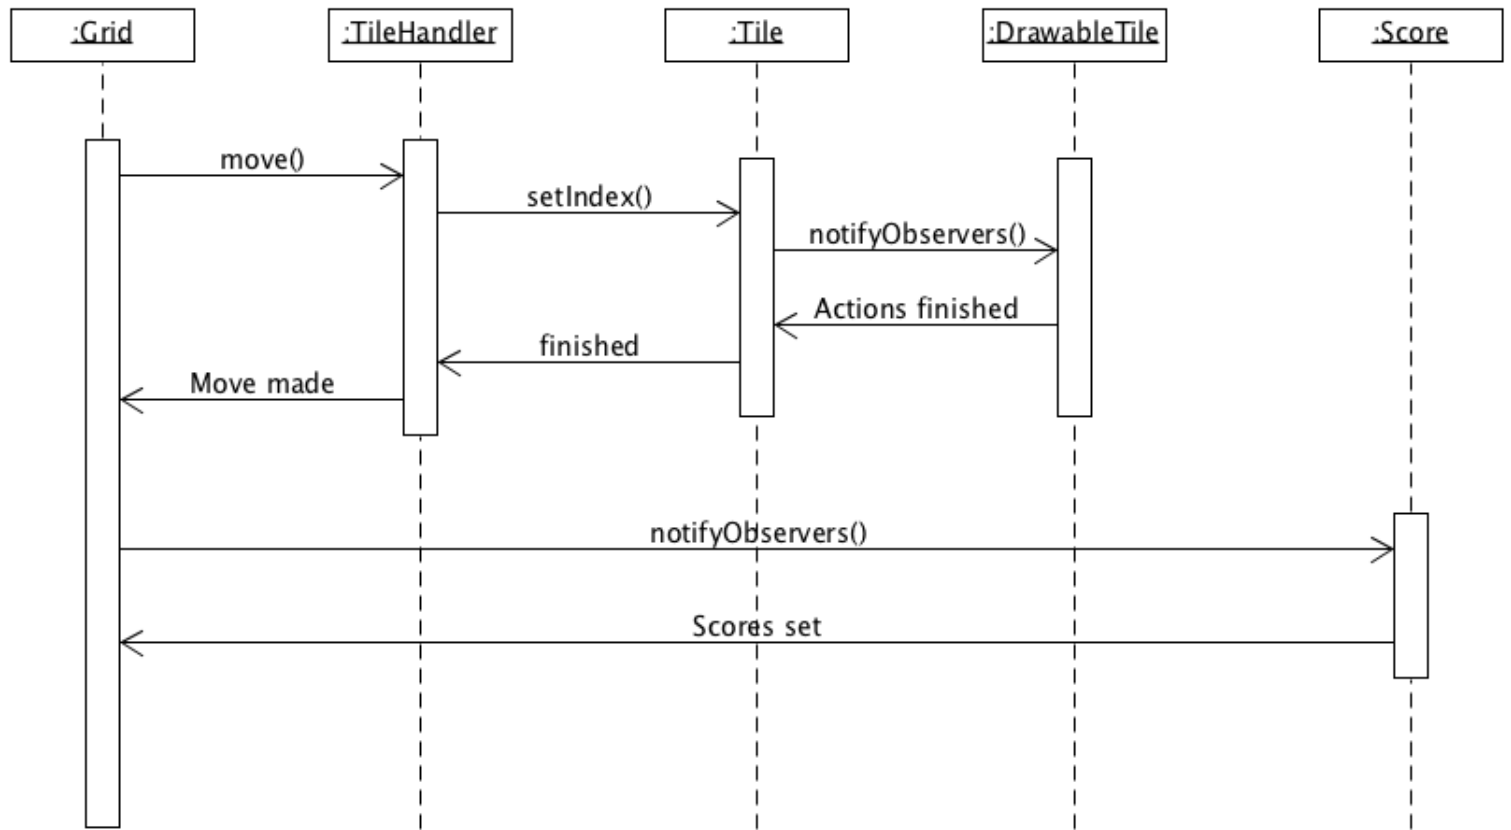 :Grid
:TileHandler
:Tile
:DrawableTile
:Score
move()
setIndex()
notifyObservers()
Actions finished
finished
Move made
notifyObservers()
Scores set